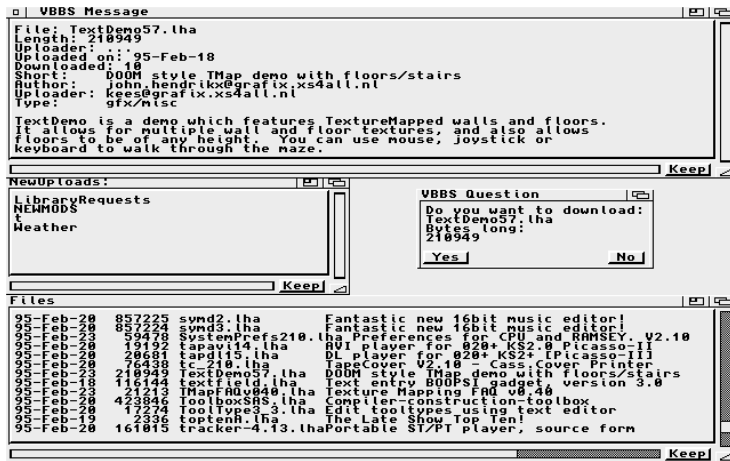 VBBS Message
File: TextDemo57.lha
Length: 210949
Uploader: ...
Uploaded on: 95-Feb-18
Downloaded: 10
Short: DOOM style TMap demo with floors/stairs
Author: john.hendrikx@grafix.xs4all.nl
Uploader: kees@grafix.xs4all.nl
Type: gfx/misc
TextDemo is a demo which features TextureMapped walls and floors.
It allows for multiple wall and floor textures, and also allows
floors to be of any height. You can use mouse, joystick or
keyboard to walk through the maze.
Keep
NewUploads:
LibraryRequests
NEWMODS
t
Weather
Keep
VBBS Question
Do you want to download:
TextDemo57.lha
Bytes long:
210949
Yes No
Files
95-Feb-20 857225 symd2.lha Fantastic new 16bit music editor!
95-Feb-20 857224 symd3.lha Fantastic new 16bit music editor!
95-Feb-23 59478 SystemPrefs210.lha Preferences for CPU and RAMSEY. V2.10
95-Feb-20 19192 tapavi14.lha AVI player for 020+ KS2.0 Picasso-II
95-Feb-20 20681 tapdl15.lha DL player for 020+ KS2+ [Picasso-II]
95-Feb-20 76438 tc_210.lha TapeCover V2.10 - Cass.Cover Printer
95-Feb-23 210949 TextDemo57.lha DOOM style TMap demo with floors/stairs
95-Feb-18 116144 textfield.lha Text entry BOOPSI gadget, version 3.0
95-Feb-23 21213 TMapFAQv040.lha Texture Mapping FAQ v0.40
95-Feb-20 423846 ToolboxSAS.lha Compiler-construction-toolbox
95-Feb-20 17274 ToolType3_3.lha Edit tooltypes using text editor
95-Feb-19 2336 toptenA.lha The Late Show Top Ten!
95-Feb-20 161015 tracker-4.13.lhaPortable ST/PT player, source form
Keep